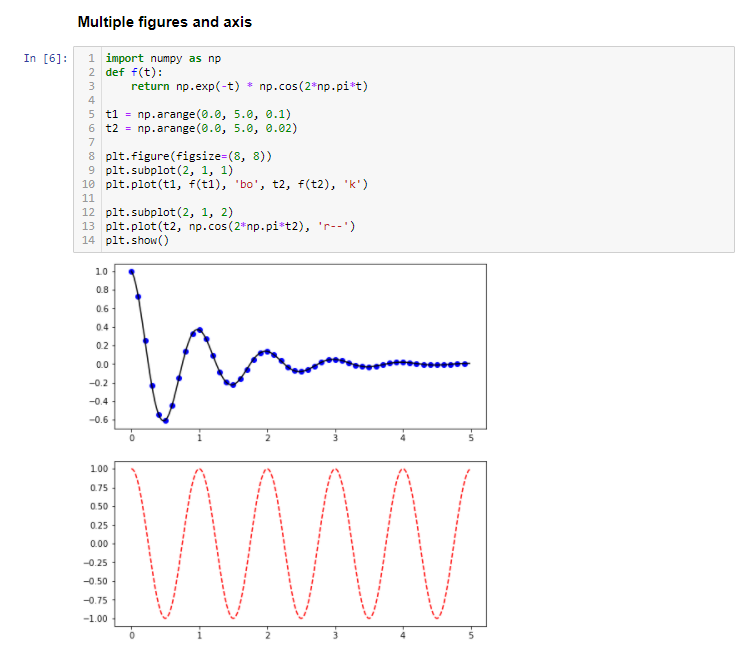 Multiple figures and axis
In [6]:
1 import numpy as np
2 def f(t):
3     return np.exp(-t) * np.cos(2*np.pi*t)
4
5 t1 = np.arange(0.0, 5.0, 0.1)
6 t2 = np.arange(0.0, 5.0, 0.02)
7
8 plt.figure(figsize=(8, 8))
9 plt.subplot(2, 1, 1)
10 plt.plot(t1, f(t1), 'bo', t2, f(t2), 'k')
11
12 plt.subplot(2, 1, 2)
13 plt.plot(t2, np.cos(2*np.pi*t2), 'r--')
14 plt.show()
1.0
0.8
0.6
0.4
0.2
0.0
−0.2
−0.4
−0.6
0 1 2 3 4 5
1.00
0.75
0.50
0.25
0.00
−0.25
−0.50
−0.75
−1.00
0 1 2 3 4 5